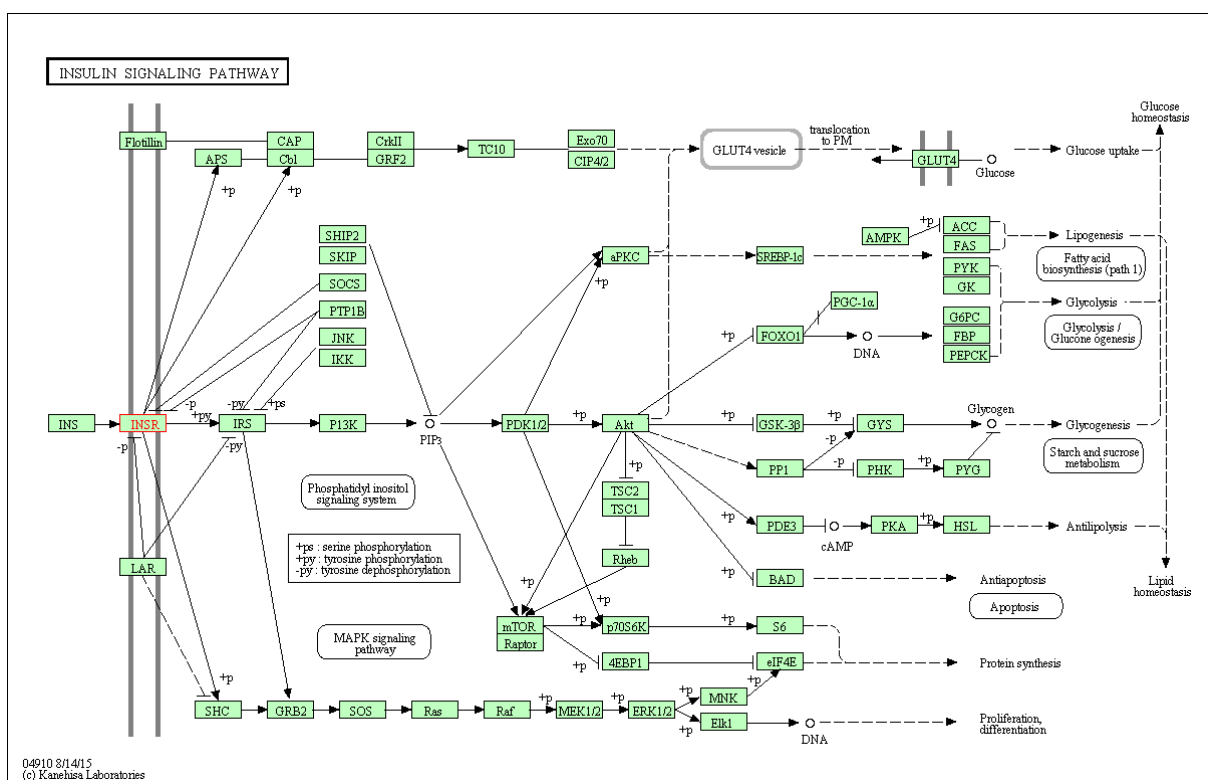 INSULIN SIGNALING PATHWAY
Flotillin
CAP
Cbl
APS
CrkII
GRF2
TC10
Exo70
CIP4/2
GLUT4 vesicle
translocation
to PM
GLUT4
Glucose
Glucose uptake
Glucose
homeostasis
+p
+p
SHIP2
SKIP
SOCS
PTP1B
JNK
IKK
aPKC
+p
SREBP-1c
AMPK
+p
ACC
FAS
PYK
GK
Lipogenesis
Fatty acid
biosynthesis (path 1)
PGC-1α
FOXO1
+p
DNA
G6PC
FBP
PEPCK
Glycolysis
Glycolysis /
Glucone ogenesis
INS
INSR
-p
+py
-p
-py
+ps
-py
IRS
P13K
PIP3
PDK1/2
+p
Akt
+p
GSK-3β
+p
GYS
Glycogen
Glycogenesis
Starch and sucrose
metabolism
-p
PP1
-p
PHK
+p
PYG
+p
TSC2
TSC1
Rheb
+p
PDE3
cAMP
PKA
+p
HSL
Antilipolysis
Lipid
homeostasis
+p
BAD
Antiapoptosis
Apoptosis
Phosphatidyl inositol
signaling system
+ps : serine phosphorylation
+py : tyrosine phosphorylation
-py : tyrosine dephosphorylation
LAR
MAPK signaling
pathway
+p
mTOR
Raptor
+p
p70S6K
+p
S6
+p
4EBP1
+p
eIF4E
Protein synthesis
+p
SHC
GRB2
SOS
Ras
Raf
+p
MEK1/2
+p
ERK1/2
+p
+p
MNK
+p
Elk1
DNA
Proliferation,
differentiation
04910 8/14/15
(c) Kanehisa Laboratories